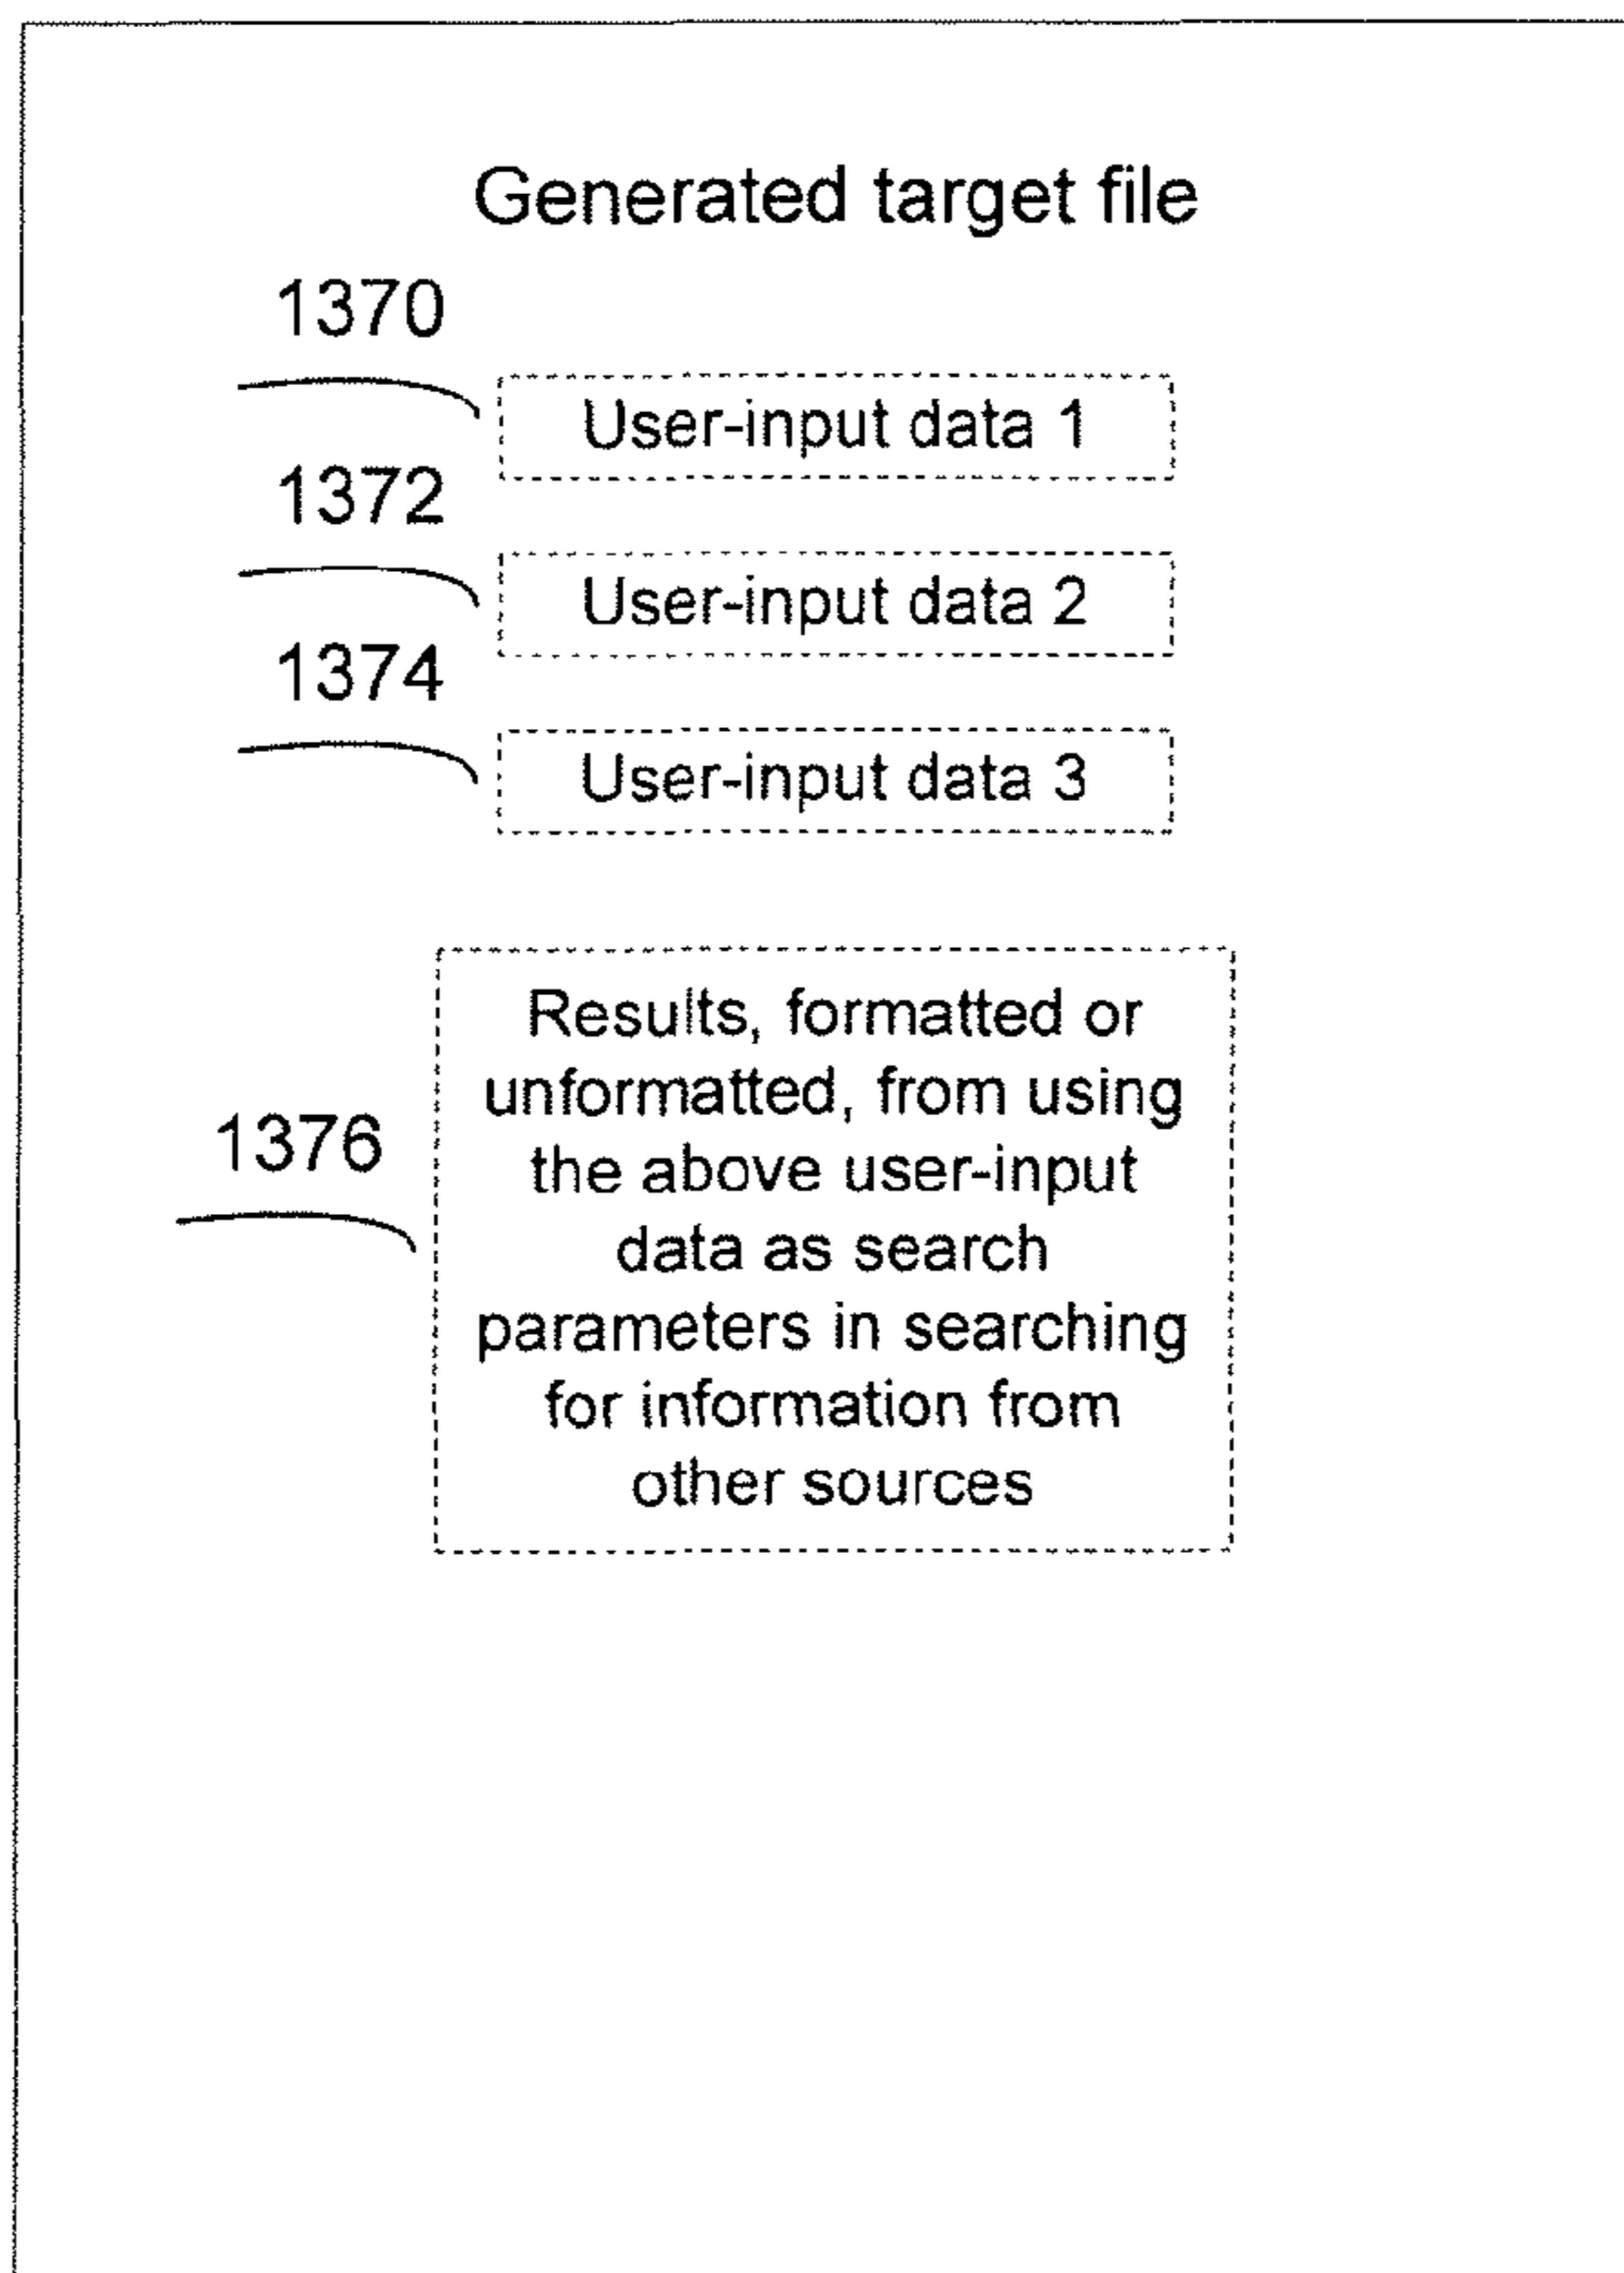 Generated target file
1370
User-input data 1
1372
User-input data 2
1374
User-input data 3
1376
Results, formatted or
unformatted, from using
the above user-input
data as search
parameters in searching
for information from
other sources